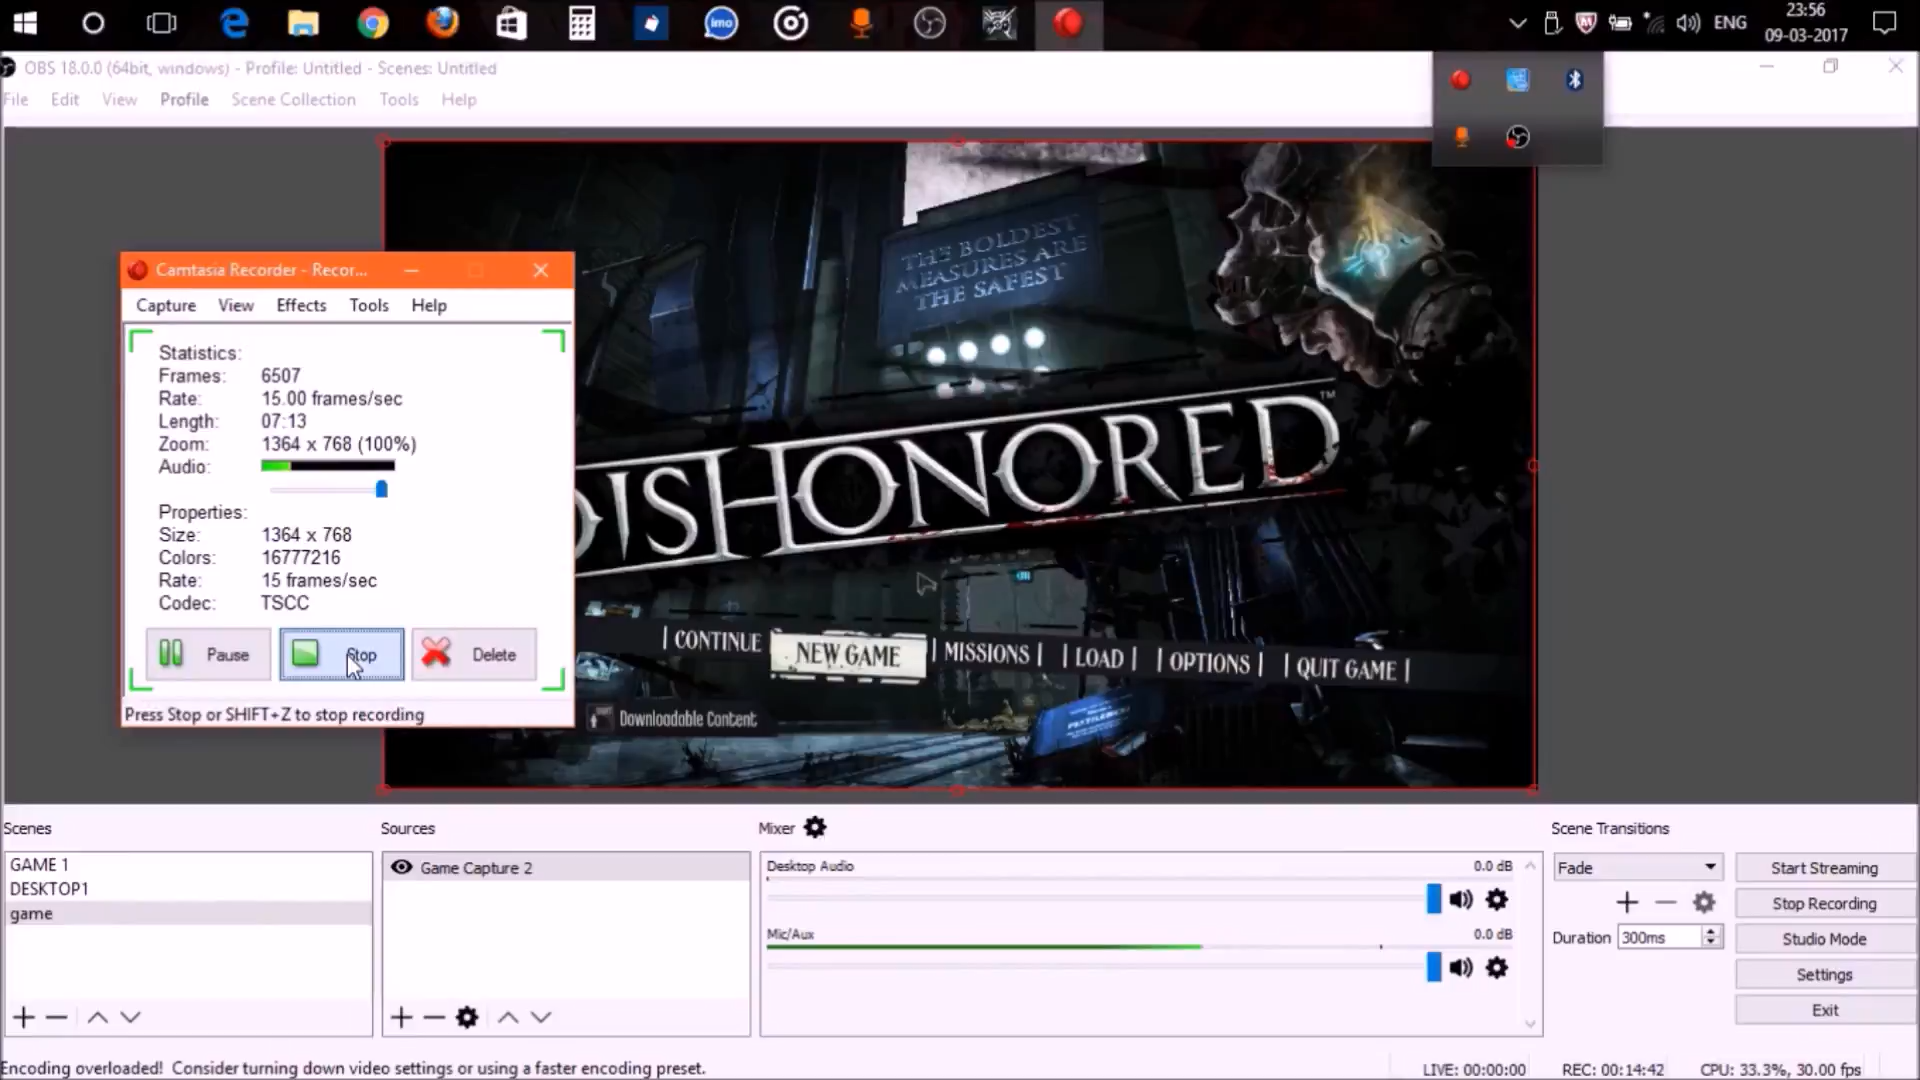 imo
ENG
23:56
09-03-2017
OBS 18.0.0 (64bit, windows) - Profile: Untitled - Scenes: Untitled
File Edit View Profile Scene Collection Tools Help
THE BOLDEST
MEASURES ARE
THE SAFEST
Camtasia Recorder - Recor...
Capture View Effects Tools Help
Statistics:
Frames: 6507
Rate: 15.00 frames/sec
Length: 07:13
Zoom: 1364 x 768 (100%)
Audio:
Properties:
Size: 1364 x 768
Colors: 16777216
Rate: 15 frames/sec
Codec: TSCC
Pause Stop Delete
Press Stop or SHIFT+Z to stop recording
DISHONORED™
| CONTINUE NEW GAME | MISSIONS | | LOAD | | OPTIONS | | QUIT GAME |
Downloadable Content
Scenes
GAME 1
DESKTOP1
game
Sources
Game Capture 2
Mixer
Desktop Audio 0.0 dB
Mic/Aux 0.0 dB
Scene Transitions
Fade
Duration 300ms
Start Streaming
Stop Recording
Studio Mode
Settings
Exit
Encoding overloaded! Consider turning down video settings or using a faster encoding preset.
LIVE: 00:00:00 REC: 00:14:42 CPU: 33.3%, 30.00 fps